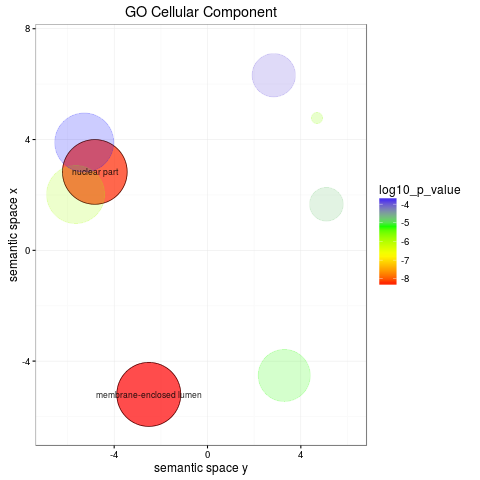 GO Cellular Component
8
4
0
-4
semantic space x
nuclear part
membrane-enclosed lumen
-4
0
4
semantic space y
log10_p_value
-4
-5
-6
-7
-8